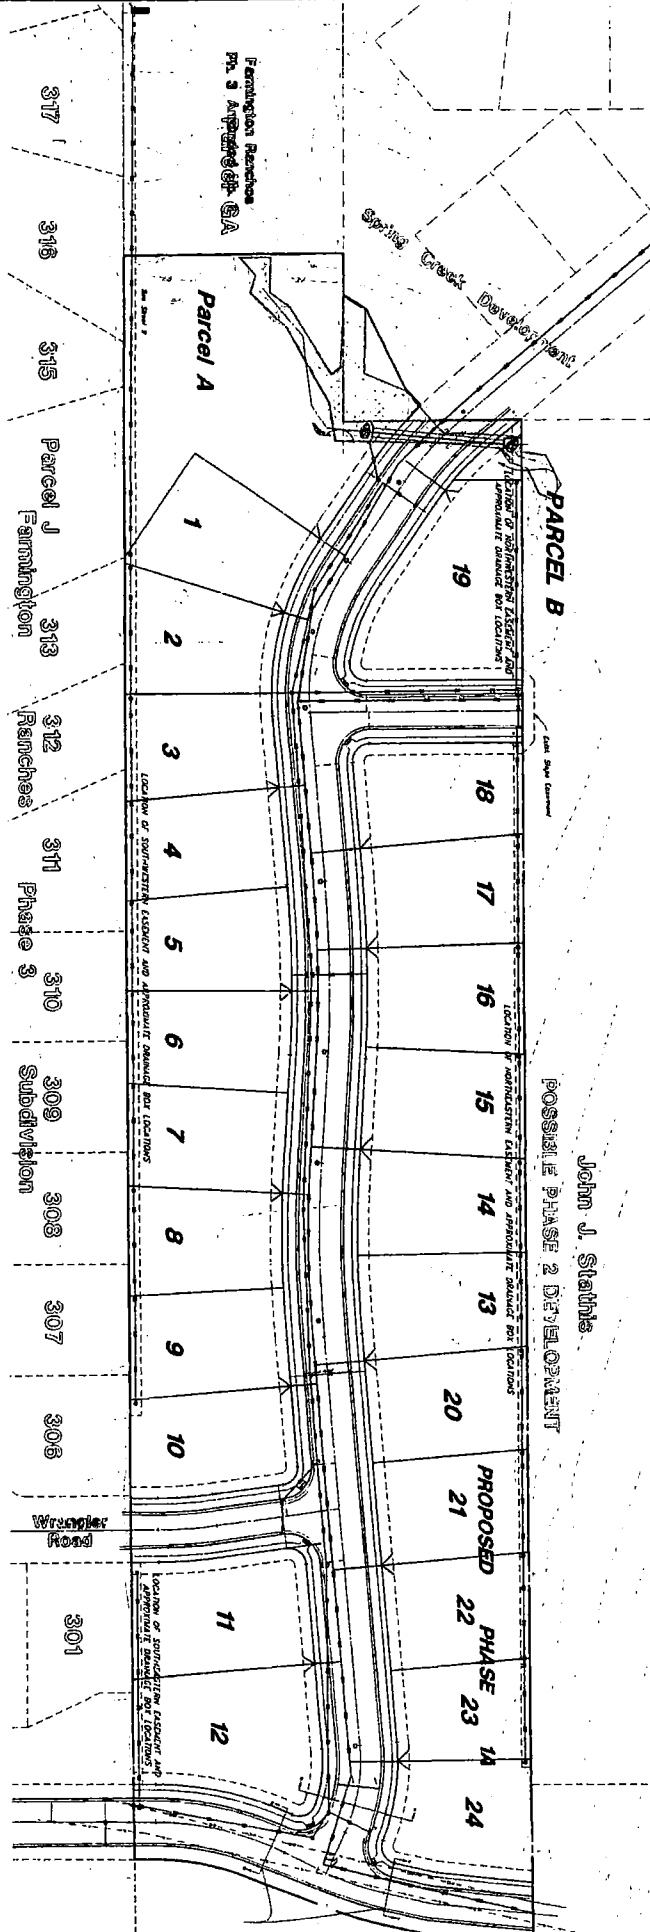 Farmington Ranches
Spring Creek Development
Parcel A
PARCEL B
317
316
315
Parcel J
Farmington
313
312
Ranches
311
Phase 3
310
309
Subdivision
308
307
306
Wrangler
Road
301
1
2
3
4
5
6
7
8
9
10
11
12
LOCATION OF SOUTHWESTERN EASEMENT AND APPROXIMATE DRAINAGE BOX LOCATIONS
LOCATION OF SOUTHEASTERN EASEMENT AND
APPROXIMATE DRAINAGE BOX LOCATIONS
19
LOCATION OF NORTHWESTERN EASEMENT AND
APPROXIMATE DRAINAGE BOX LOCATIONS
18
17
16
15
14
13
20
21
22
23
24
PROPOSED
PHASE
1A
LOCATION OF NORTHEASTERN EASEMENT AND APPROXIMATE DRAINAGE BOX LOCATIONS
John J. Stathis
POSSIBLE PHASE 2 DEVELOPMENT